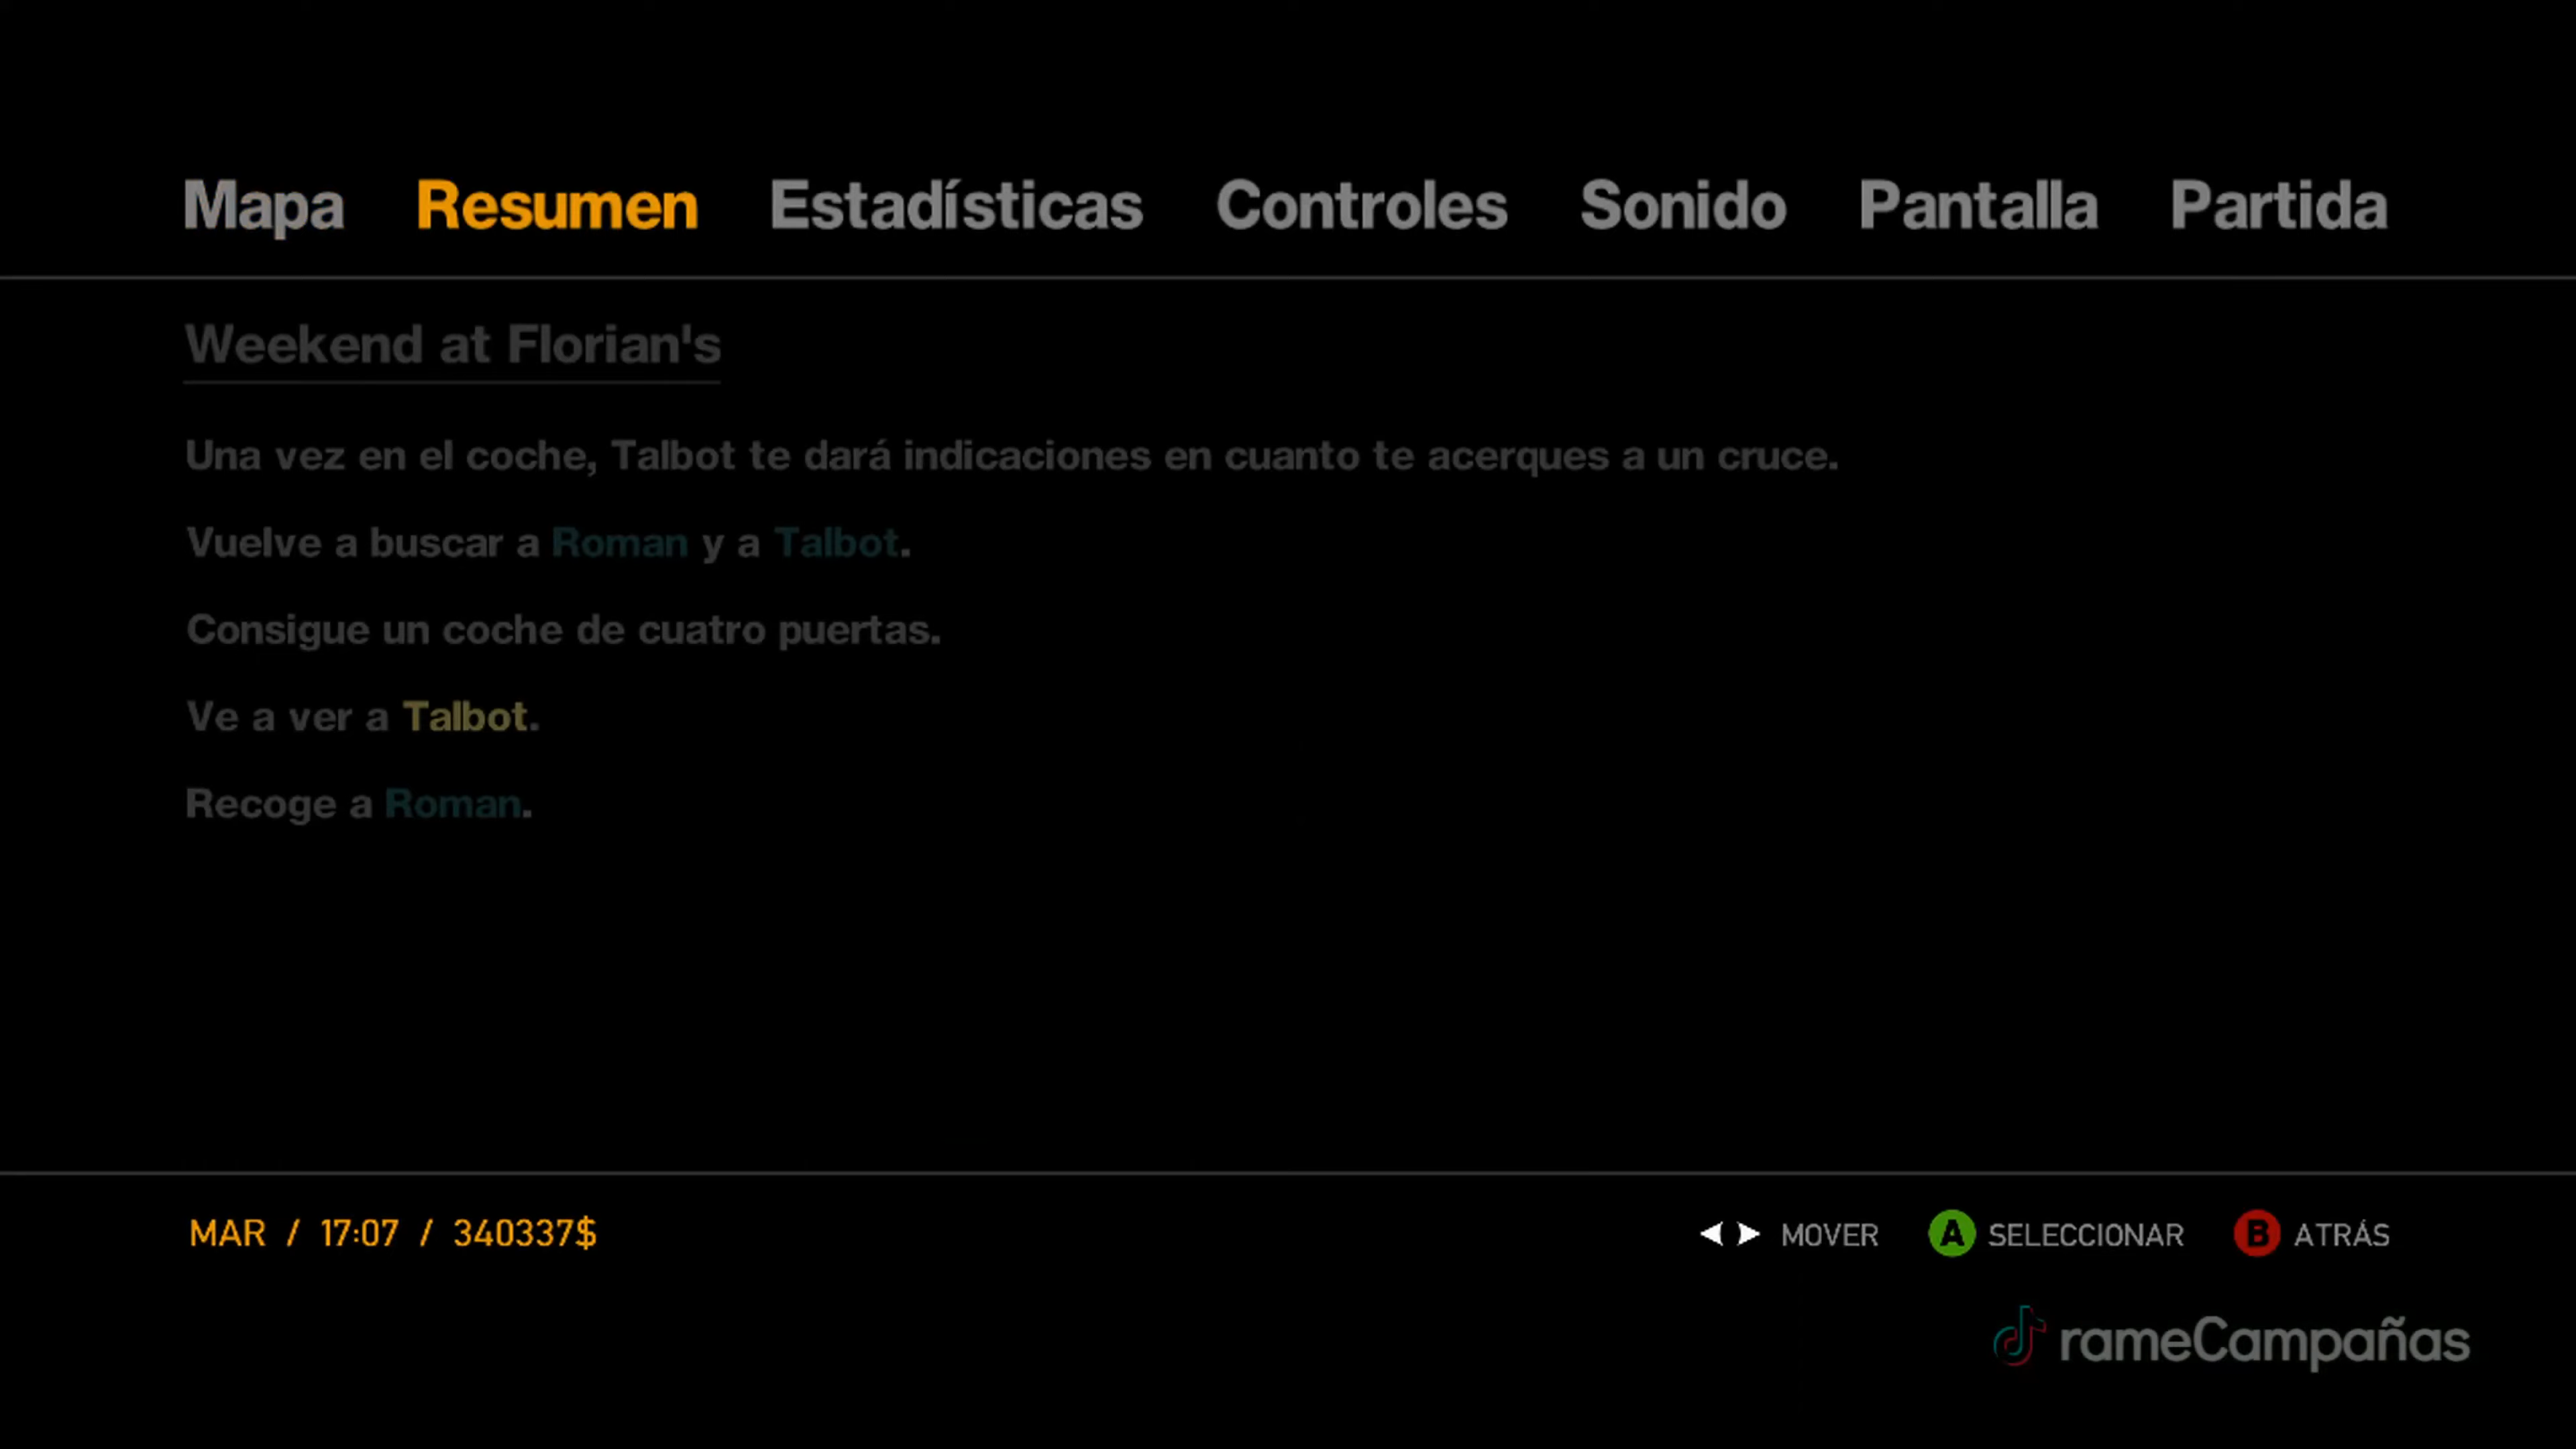 Mapa Resumen Estadísticas Controles Sonido Pantalla Partida
Weekend at Florian's
Una vez en el coche, Talbot te dará indicaciones en cuanto te acerques a un cruce.
Vuelve a buscar a Roman y a Talbot.
Consigue un coche de cuatro puertas.
Ve a ver a Talbot.
Recoge a Roman.
MAR / 17:07 / 340337$ MOVER A SELECCIONAR B ATRÁS
rameCampañas